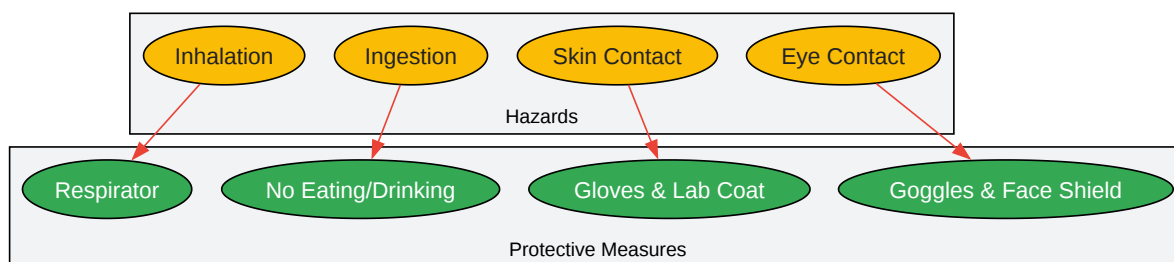 Inhalation
Ingestion
Skin Contact
Eye Contact
Hazards
Respirator
No Eating/Drinking
Gloves & Lab Coat
Goggles & Face Shield
Protective Measures